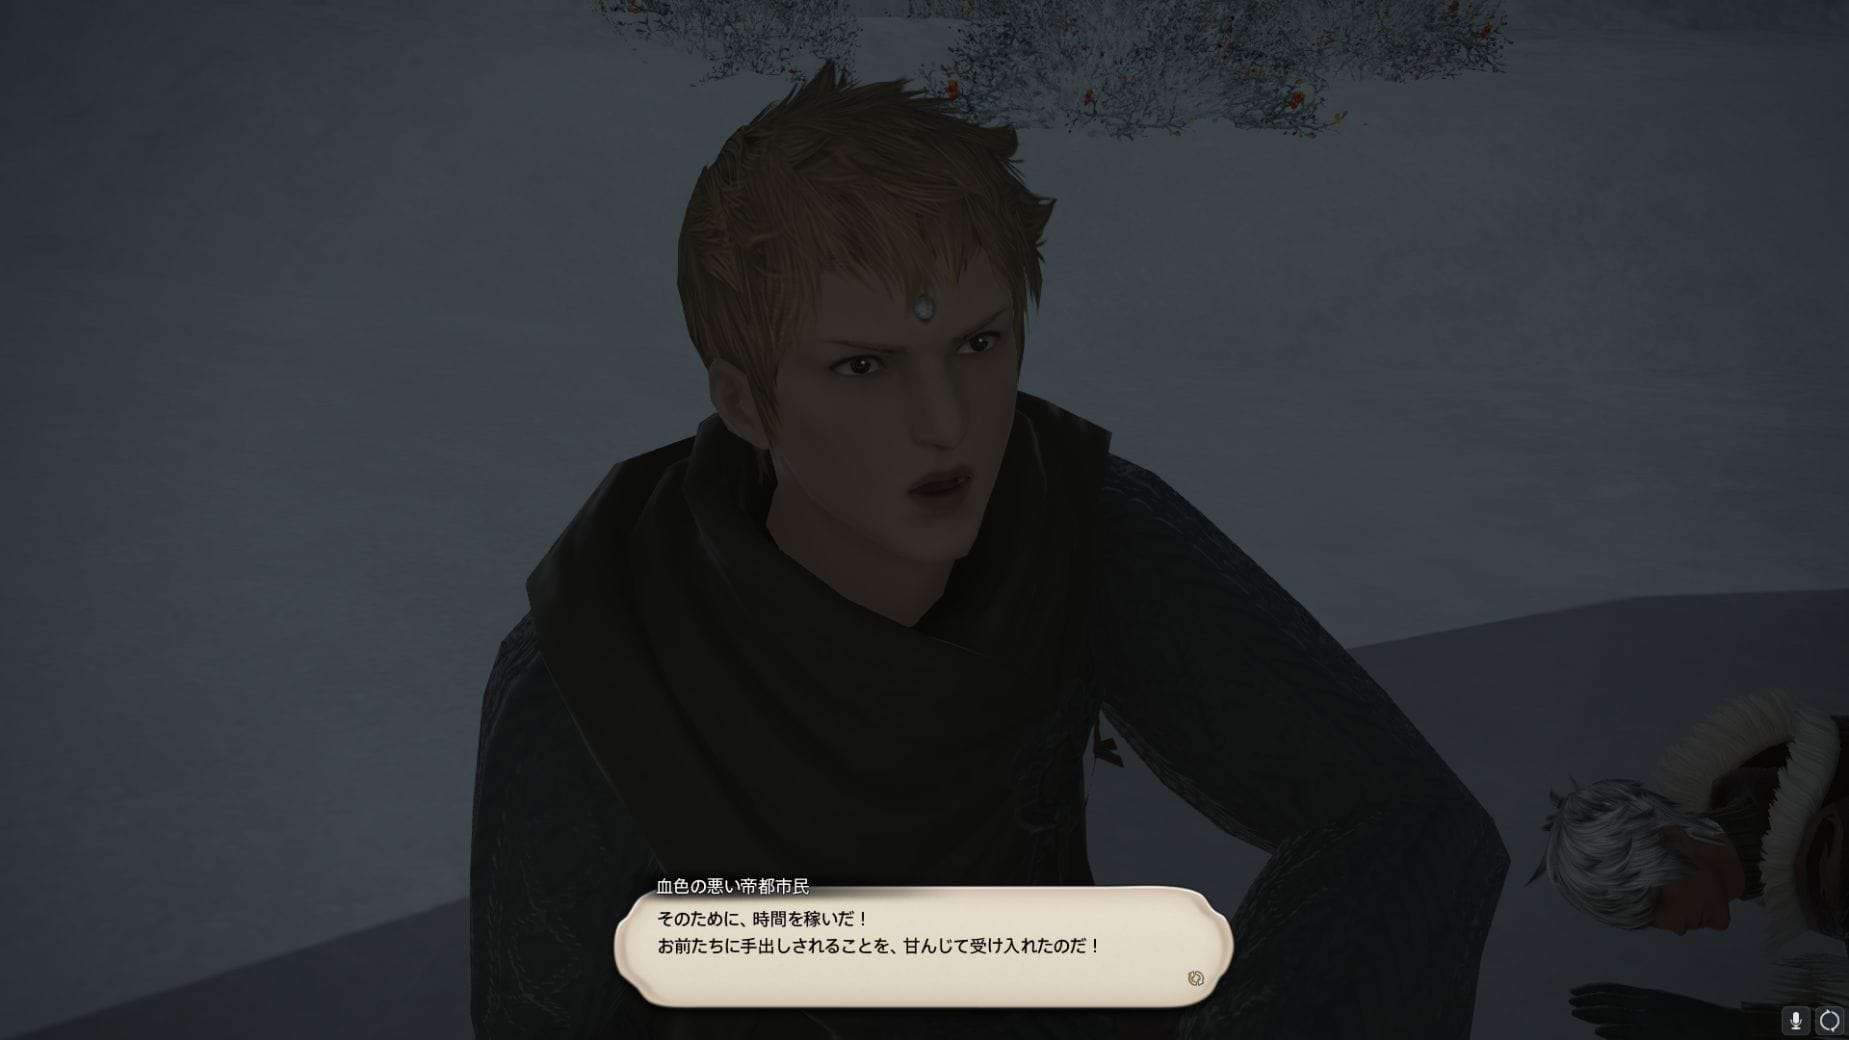 血色の悪い帝都市民
そのために、時間を稼いだ！
お前たちに手出しされることを、甘んじて受け入れたのだ！